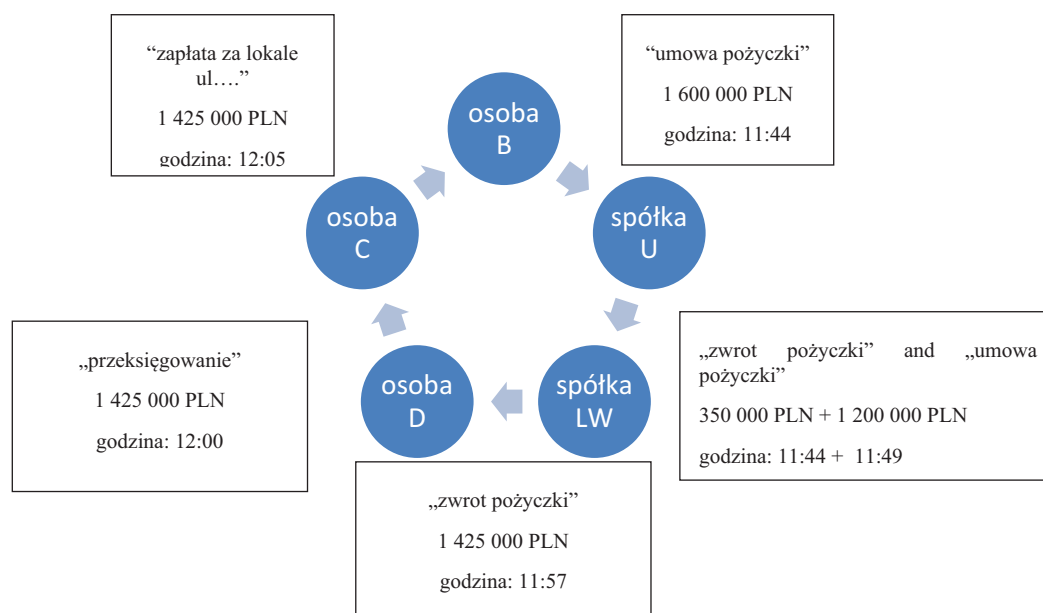 “zapłata za lokale
ul….”
1 425 000 PLN
godzina: 12:05
osoba
B
“umowa pożyczki”
1 600 000 PLN
godzina: 11:44
osoba
C
spółka
U
„przeksięgowanie”
1 425 000 PLN
godzina: 12:00
osoba
D
spółka
LW
„zwrot pożyczki” and „umowa
pożyczki”
350 000 PLN + 1 200 000 PLN
godzina: 11:44 + 11:49
„zwrot pożyczki”
1 425 000 PLN
godzina: 11:57